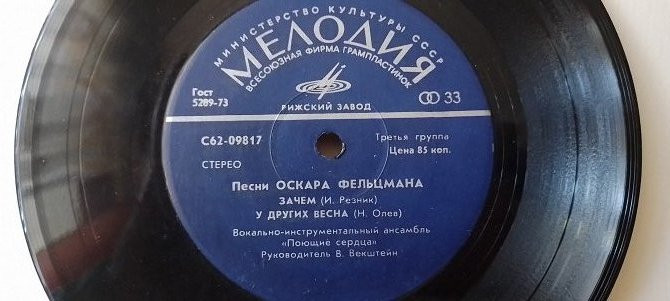 МИНИСТЕРСТВО КУЛЬТУРЫ СССР
МЕЛОДИЯ
ВСЕСОЮЗНАЯ ФИРМА ГРАМПЛАСТИНОК
Гост
5289-73
РИЖСКИЙ ЗАВОД
33
С62-09817
Третья группа
СТЕРЕО
Цена 85 коп.
Песни ОСКАРА ФЕЛЬЦМАНА
ЗАЧЕМ (И. Резник)
У ДРУГИХ ВЕСНА (Н. Олев)
Вокально-инструментальный ансамбль
«Поющие сердца»
Руководитель В. Векштейн